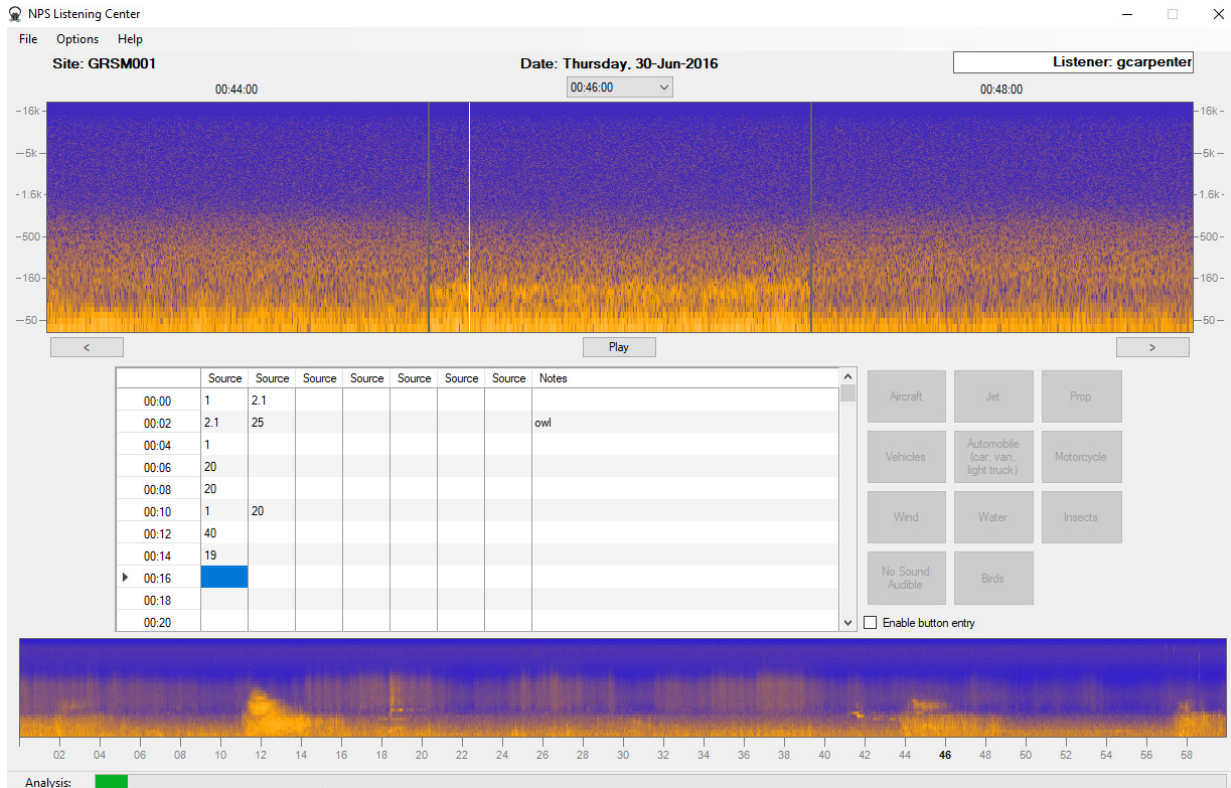 NPS Listening Center
File Options Help
Site: GRSM001 Date: Thursday, 30-Jun-2016 Listener: gcarpenter
00:44:00 00:46:00 00:48:00
16k 16k
5k 5k
1.6k 1.6k
500 500
160 160
50 50
< Play >
Source Source Source Source Source Source Source Notes
00:00 1 2.1
00:02 2.1 25 owl
00:04 1
00:06 20
00:08 20
00:10 1 20
00:12 40
00:14 19
00:16
00:18
00:20
Aircraft Jet Prop
Vehicles Automobile (car, van, light truck) Motorcycle
Wind Water Insects
No Sound Audible Birds
Enable button entry
02 04 06 08 10 12 14 16 18 20 22 24 26 28 30 32 34 36 38 40 42 44 46 48 50 52 54 56 58
Analysis: